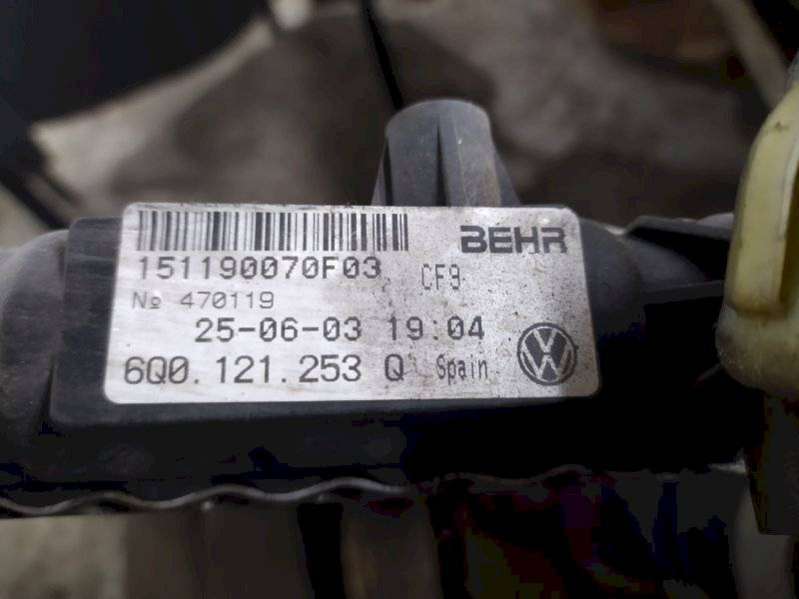 BEHR
151190070F03 CF9
№ 470119
25-06-03 19:04
6Q0.121.253 Q Spain